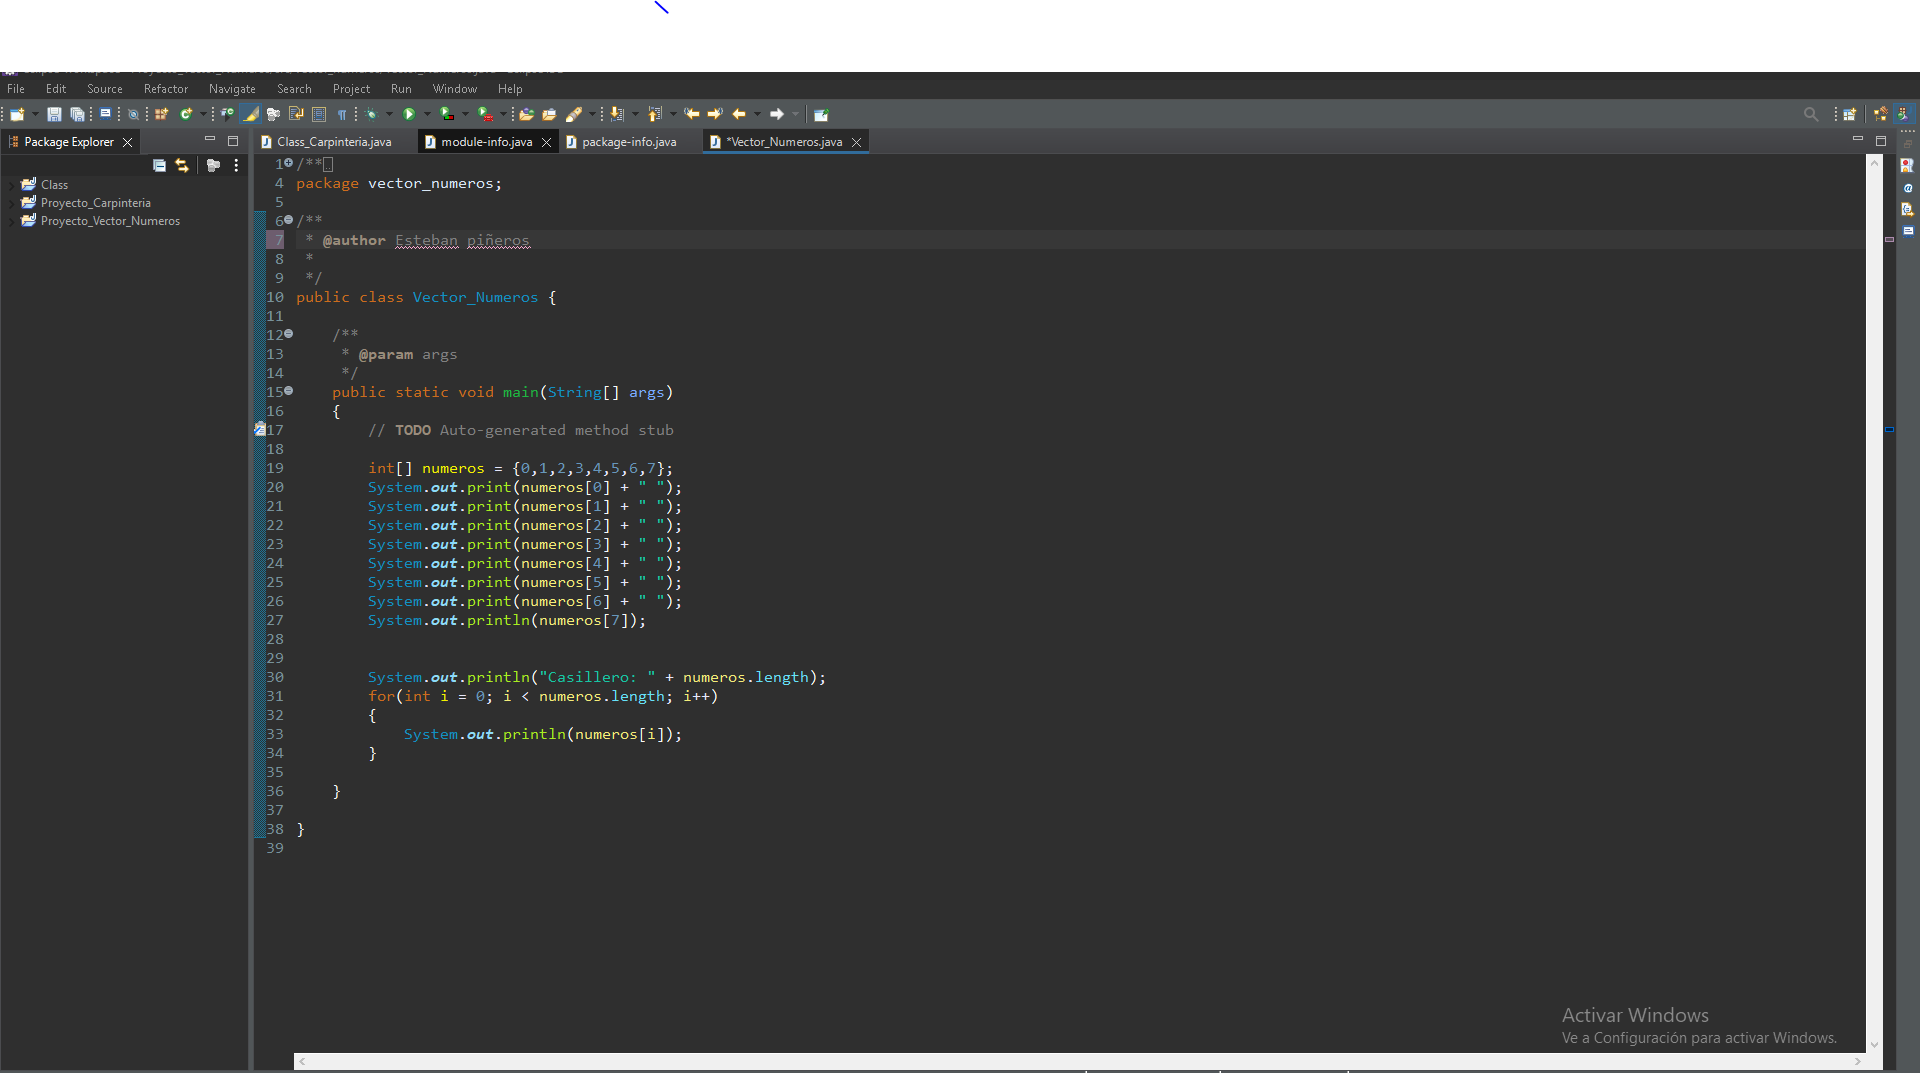 File Edit Source Refactor Navigate Search Project Run Window Help
Package Explorer
Class_Carpinteria.java module-info.java package-info.java *Vector_Numeros.java
Class
Proyecto_Carpinteria
Proyecto_Vector_Numeros
1 /**
4 package vector_numeros;
5
6 /**
7 * @author Esteban piñeros
8 *
9 */
10 public class Vector_Numeros {
11
12 /**
13 * @param args
14 */
15 public static void main(String[] args)
16 {
17 // TODO Auto-generated method stub
18
19 int[] numeros = {0,1,2,3,4,5,6,7};
20 System.out.print(numeros[0] + " ");
21 System.out.print(numeros[1] + " ");
22 System.out.print(numeros[2] + " ");
23 System.out.print(numeros[3] + " ");
24 System.out.print(numeros[4] + " ");
25 System.out.print(numeros[5] + " ");
26 System.out.print(numeros[6] + " ");
27 System.out.println(numeros[7]);
28
29
30 System.out.println("Casillero: " + numeros.length);
31 for(int i = 0; i < numeros.length; i++)
32 {
33 System.out.println(numeros[i]);
34 }
35
36 }
37
38 }
39
Activar Windows
Ve a Configuración para activar Windows.